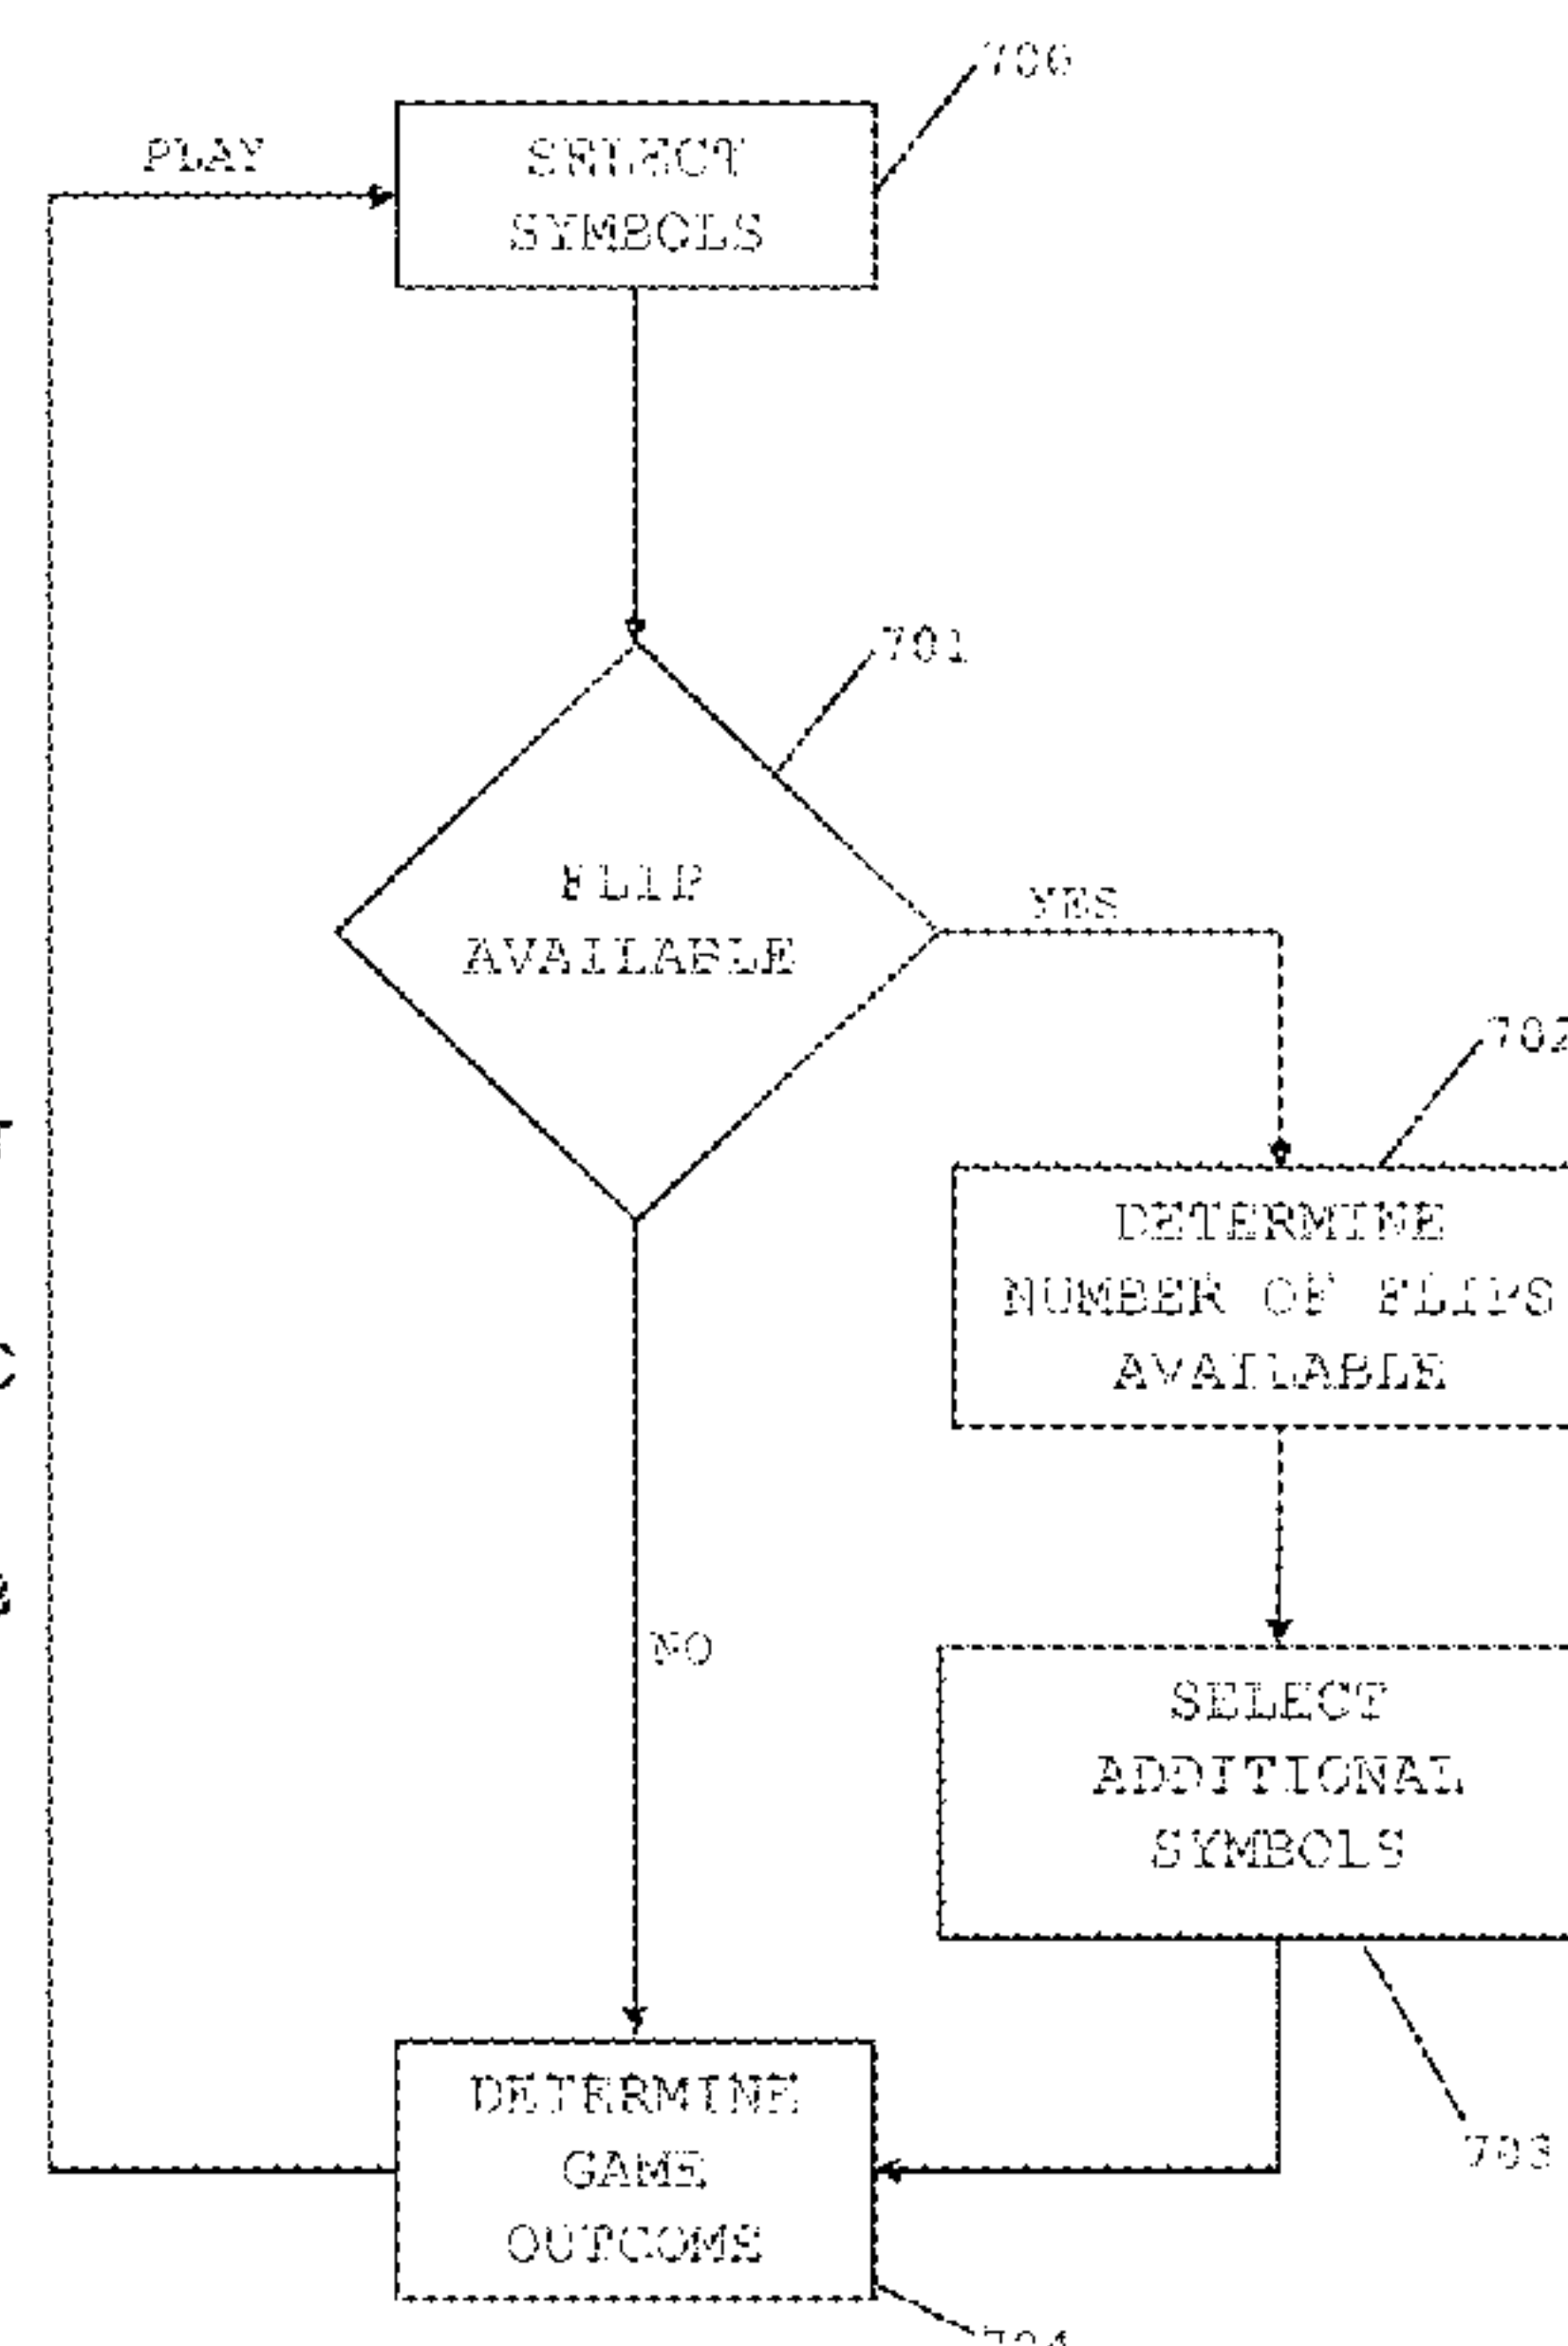 700
PLAY
SELECT
SYMBOLS
701
FLIP
AVAILABLE
YES
702
DETERMINE
NUMBER OF FLIPS
AVAILABLE
NO
SELECT
ADDITIONAL
SYMBOLS
DETERMINE
GAME
OUTCOME
703